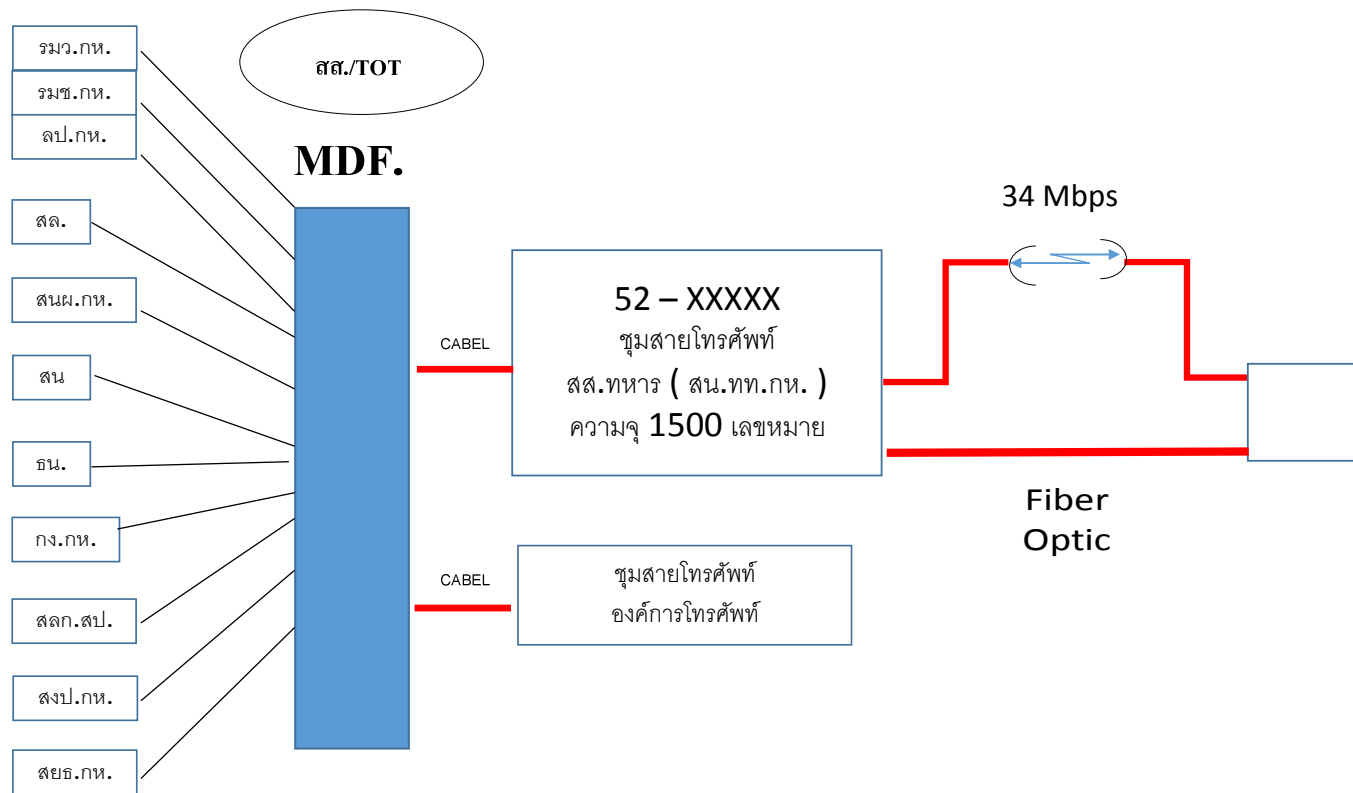 รมว.กห.
รมช.กห.
ลป.กห.
สล.
สนผ.กห.
สน
ธน.
กง.กห.
สลก.สป.
สงป.กห.
สยธ.กห.
สส./TOT
MDF.
CABEL
52 – XXXXX
ชุมสายโทรศัพท์
สส.ทหาร ( สน.ทท.กห. )
ความจุ 1500 เลขหมาย
CABEL
ชุมสายโทรศัพท์
องค์การโทรศัพท์
34 Mbps
Fiber
Optic